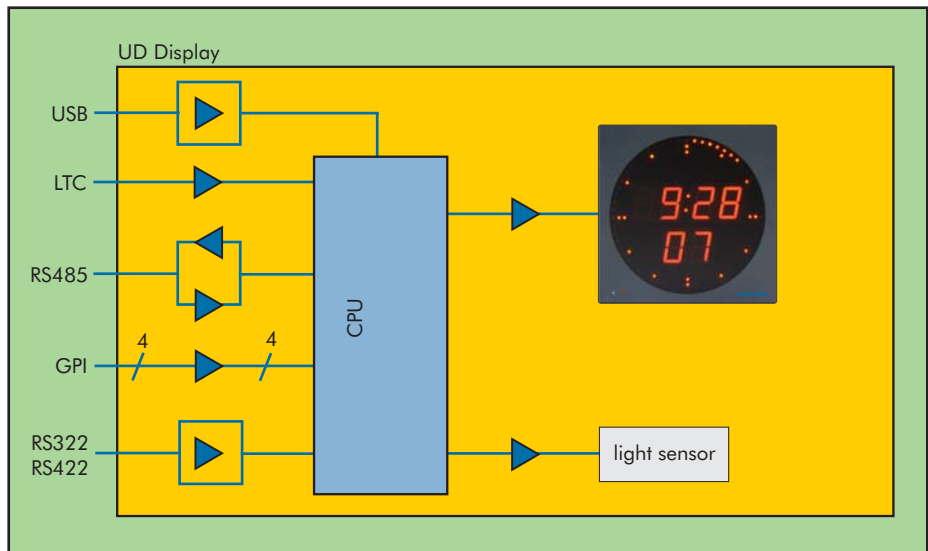 UD Display
USB
LTC
RS485
4
4
GPI
RS322
RS422
CPU
9:28
07
light sensor